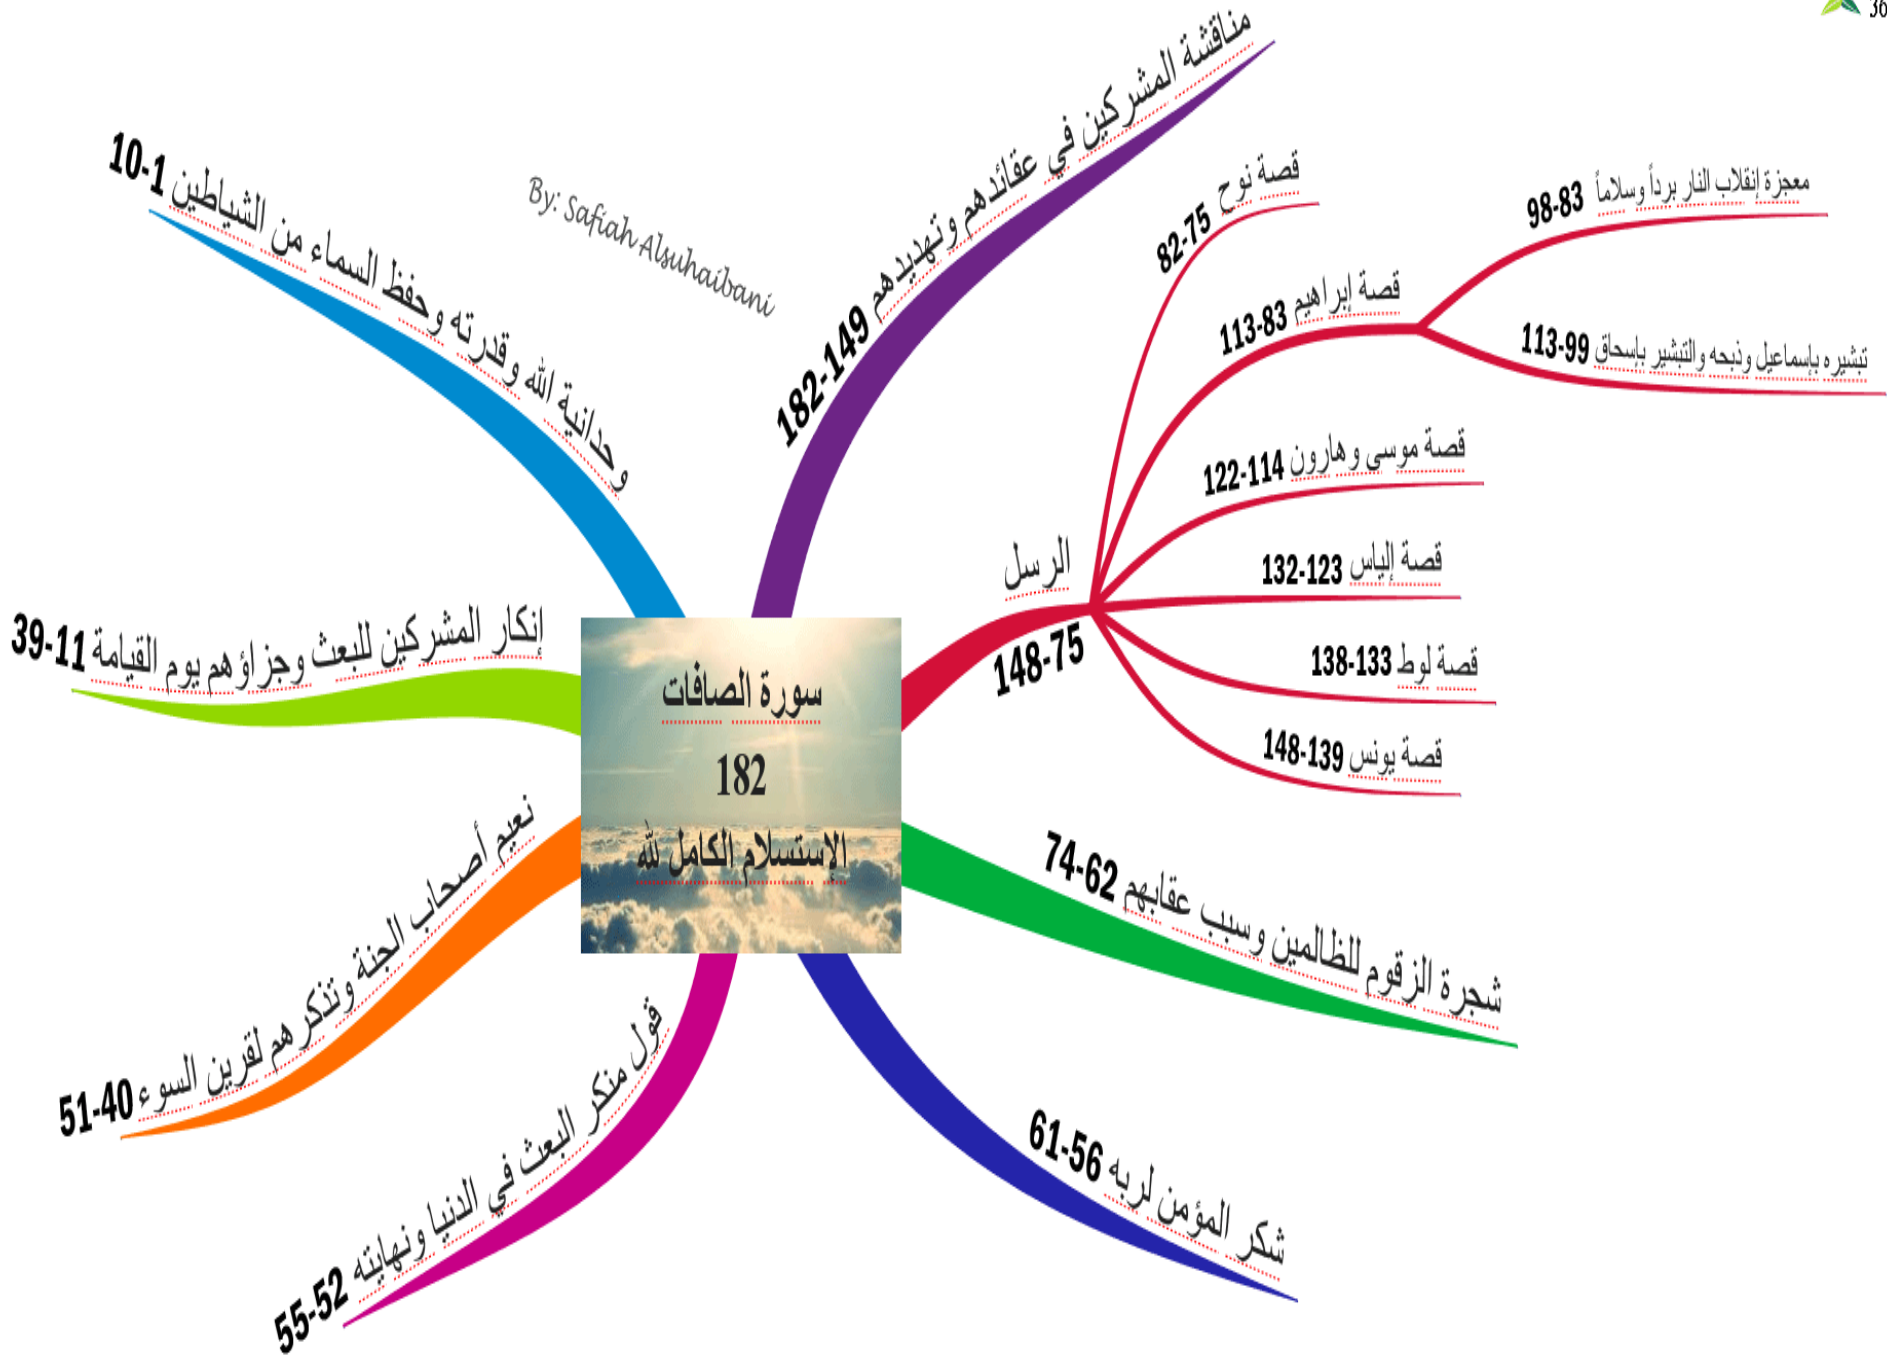 36
سورة الصافات
182
الإستسلام الكامل لله
By: Safiah Alsuhaibani
وحدانية الله وقدرته وحفظ السماء من الشياطين 1-10
إنكار المشركين للبعث وجزاؤهم يوم القيامة 11-39
نعيم أصحاب الجنة وتذكرهم لقرين السوء 40-51
قول منكر البعث في الدنيا ونهايته 52-55
شكر المؤمن لربه 56-61
شجرة الزقوم للظالمين وسبب عقابهم 62-74
الرسل
75-148
قصة نوح 75-82
قصة إبراهيم 83-113
معجزة إنقلاب النار برداً وسلاماً 83-98
تبشيره بإسماعيل وذبحه والتبشير بإسحاق 99-113
قصة موسى وهارون 114-122
قصة إلياس 123-132
قصة لوط 133-138
قصة يونس 139-148
مناقشة المشركين في عقائدهم وتهديدهم 149-182